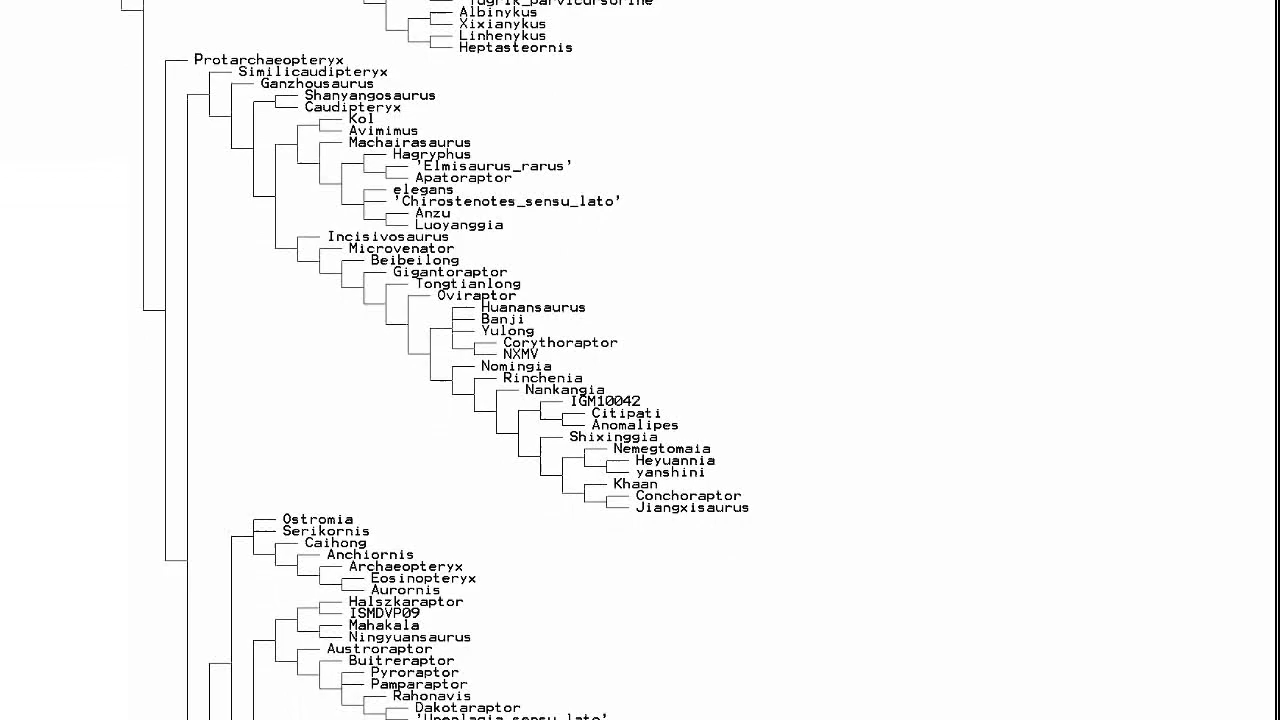 Albinykus
Xixianykus
Linhenykus
Heptasteornis
Protarchaeopteryx
Similicaudipteryx
Ganzhousaurus
Shanyangosaurus
Caudipteryx
Kol
Avimimus
Machairasaurus
Hagryphus
'Elmisaurus_rarus'
Apatoraptor
elegans
'Chirostenotes_sensu_lato'
Anzu
Luoyanggia
Incisivosaurus
Microvenator
Beibeilong
Gigantoraptor
Tongtianlong
Oviraptor
Huanansaurus
Banji
Yulong
Corythoraptor
NXMV
Nomingia
Rinchenia
Nankangia
IGM10042
Citipati
Anomalipes
Shixinggia
Nemegtomaia
Heyuannia
yanshini
Khaan
Conchoraptor
Jiangxisaurus
Ostromia
Serikornis
Caihong
Anchiornis
Archaeopteryx
Eosinopteryx
Aurornis
Halszkaraptor
ISMDVP09
Mahakala
Ningyuansaurus
Austroraptor
Buitreraptor
Pyroraptor
Pamparaptor
Rahonavis
Dakotaraptor